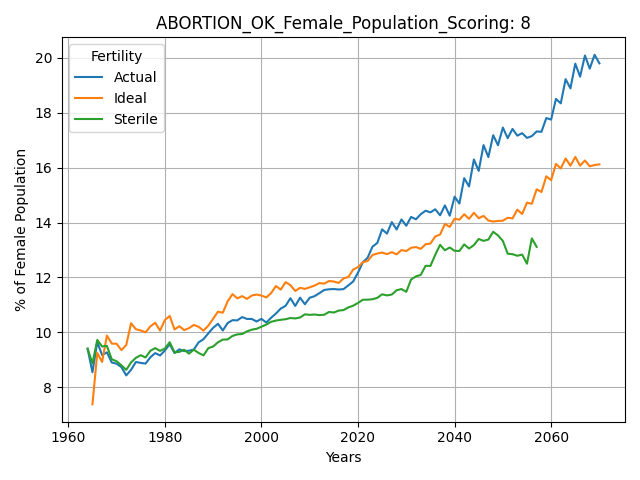 ABORTION_OK_Female_Population_Scoring: 8
% of Female Population
20
18
16
14
12
10
8
Fertility
Actual
Ideal
Sterile
1960
1980
2000
2020
2040
2060
Years